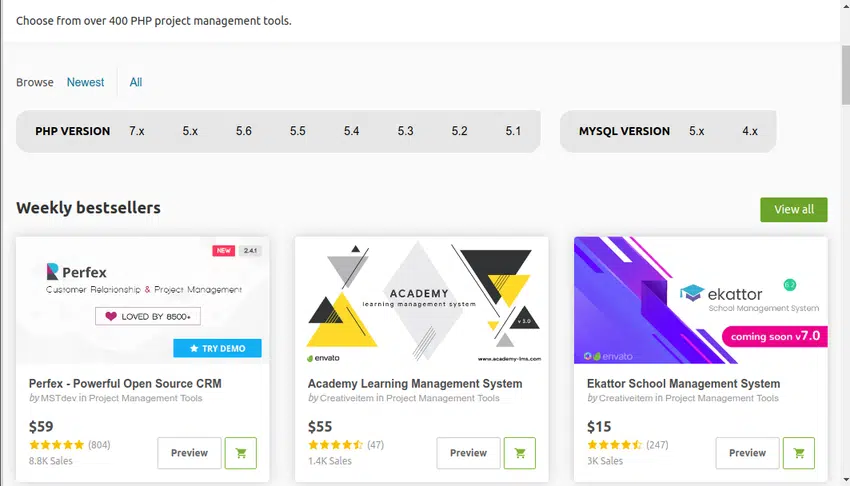 Choose from over 400 PHP project management tools.
Browse Newest All
PHP VERSION 7.x 5.x 5.6 5.5 5.4 5.3 5.2 5.1
MYSQL VERSION 5.x 4.x
Weekly bestsellers
View all
NEW 2.4.1
Perfex
Customer Relationship & Project Management
LOVED BY 8500+
TRY DEMO
Perfex - Powerful Open Source CRM
by MSTdev in Project Management Tools
$59
(804)
8.8K Sales
Preview
ACADEMY
learning management system
v 1.0
envato
www.academy-lms.com
Academy Learning Management System
by Creativeitem in Project Management Tools
$55
(47)
1.4K Sales
Preview
6.2
ekattor
School Management System
coming soon v7.0
envato
Ekattor School Management System
by Creativeitem in Project Management Tools
$15
(247)
3K Sales
Preview